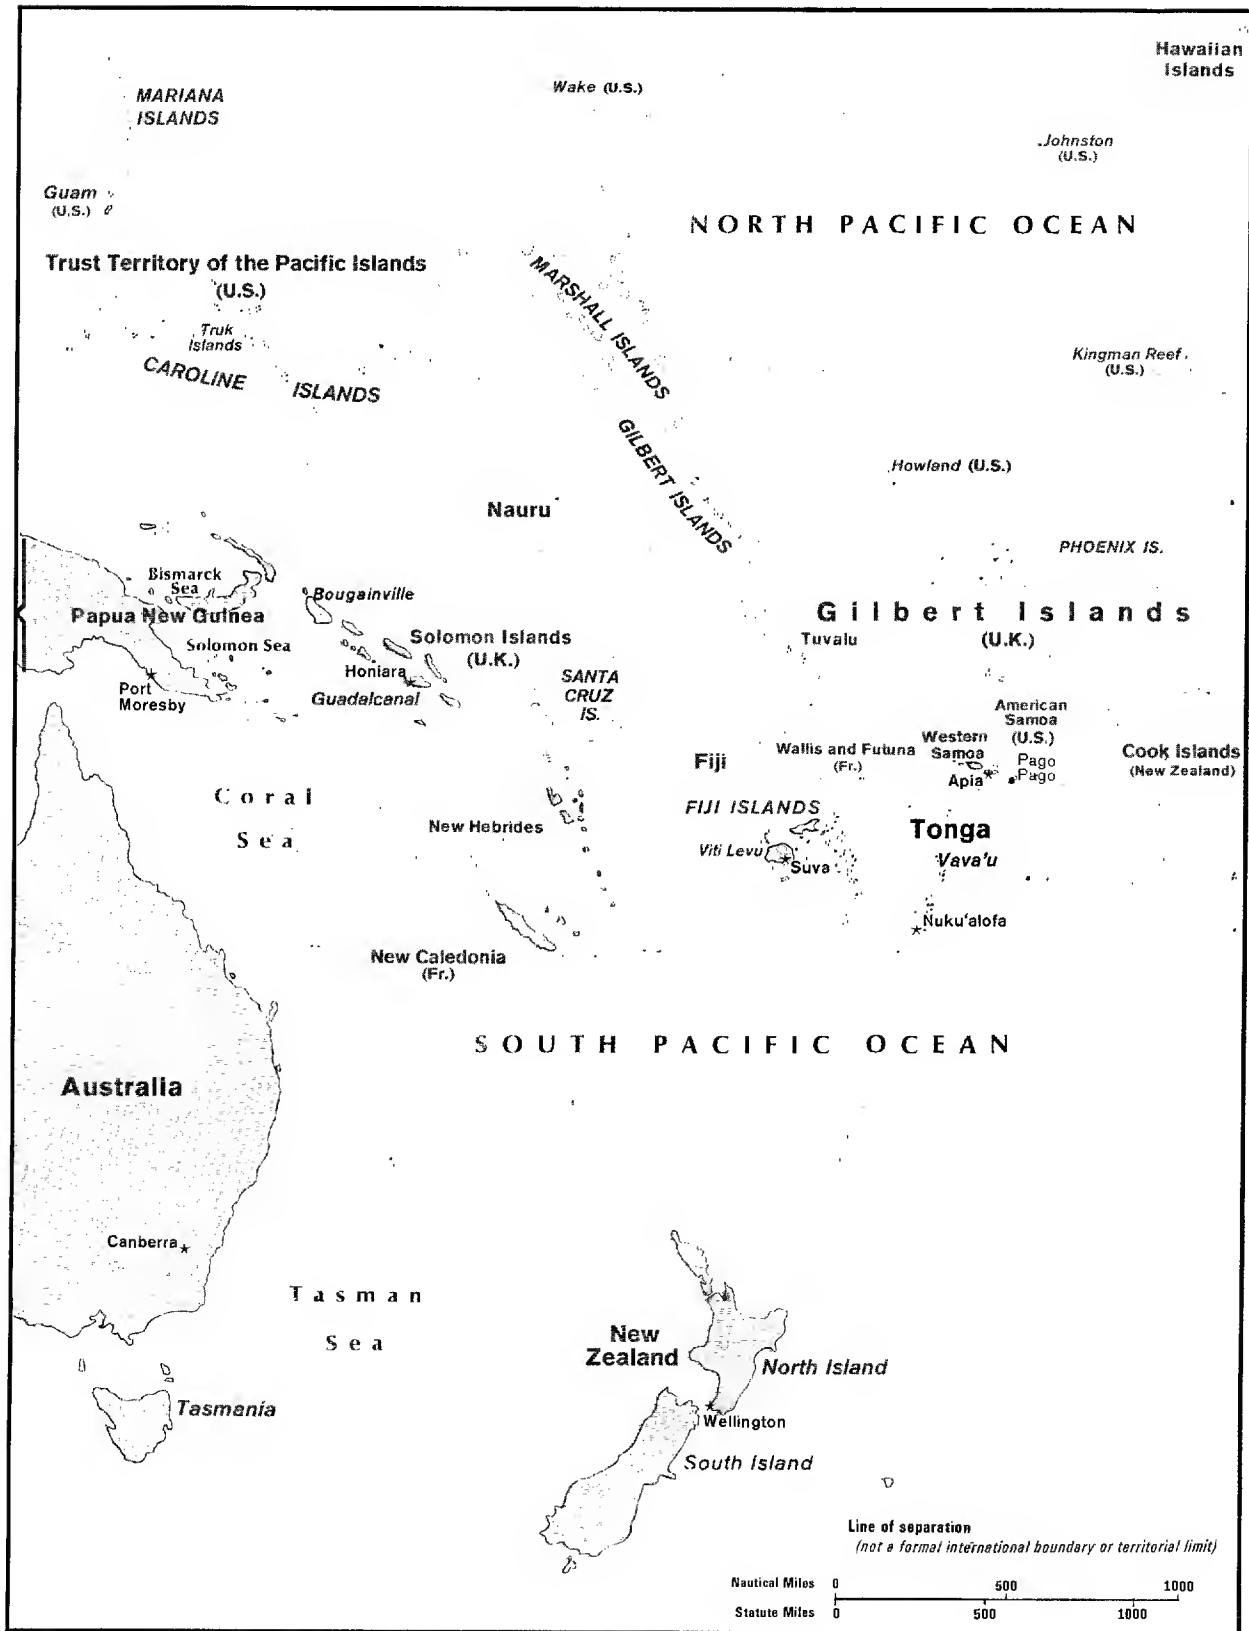 Hawaiian
Islands
MARIANA
ISLANDS
Wake (U.S.)
Johnston
(U.S.)
Guam
(U.S.)
NORTH PACIFIC OCEAN
Trust Territory of the Pacific Islands
(U.S.)
MARSHALL ISLANDS
Truk
Islands
CAROLINE ISLANDS
Kingman Reef
(U.S.)
GILBERT ISLANDS
Howland (U.S.)
Nauru
PHOENIX IS.
Bismarck
Sea
Bougainville
Papua New Guinea
Gilbert Islands
(U.K.)
Solomon Sea
Solomon Islands
(U.K.)
Tuvalu
Honiara
Port
Moresby
Guadalcanal
SANTA
CRUZ
IS.
American
Samoa
(U.S.)
Western
Samoa
Wallis and Futuna
(Fr.)
Fiji
Cook Islands
(New Zealand)
Pago
Pago
Apia
Coral
Sea
FIJI ISLANDS
New Hebrides
Tonga
Viti Levu
Suva
Vava'u
Nuku'alofa
New Caledonia
(Fr.)
SOUTH PACIFIC OCEAN
Australia
Canberra
Tasman
Sea
New
Zealand
North Island
Tasmania
Wellington
South Island
Line of separation
(not a formal international boundary or territorial limit)
Nautical Miles 0 500 1000
Statute Miles 0 500 1000